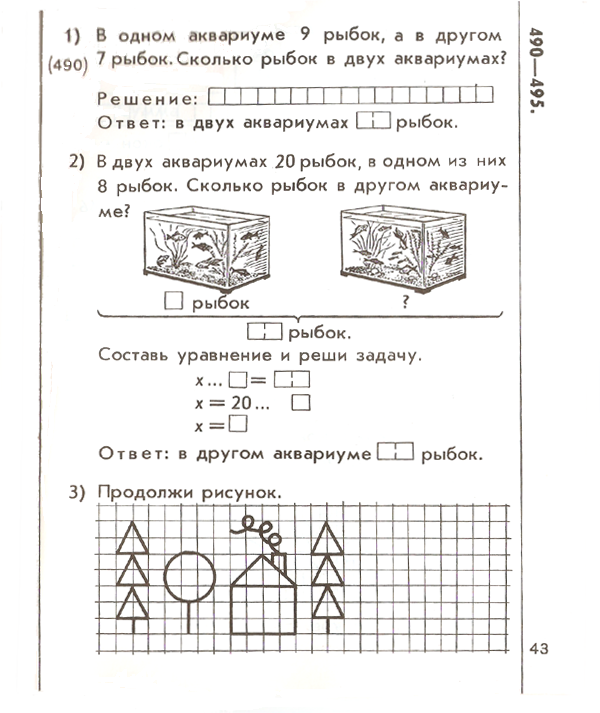 1) В одном аквариуме 9 рыбок, а в другом
(490) 7 рыбок. Сколько рыбок в двух аквариумах?
Решение:
Ответ: в двух аквариумах рыбок.
2) В двух аквариумах 20 рыбок, в одном из них
8 рыбок. Сколько рыбок в другом аквариу-
ме?
рыбок ?
рыбок.
Составь уравнение и реши задачу.
x ... =
x = 20 ...
x =
Ответ: в другом аквариуме рыбок.
3) Продолжи рисунок.
490—495.
43